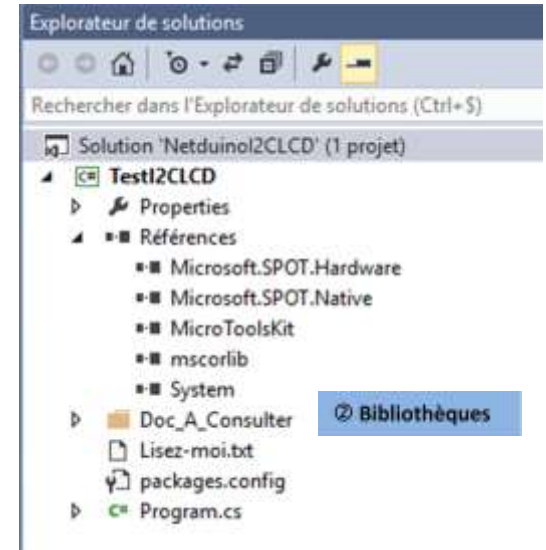 Explorateur de solutions
Rechercher dans l'Explorateur de solutions (Ctrl+$)
Solution 'NetduinoI2CLCD' (1 projet)
C# TestI2CLCD
Properties
Références
Microsoft.SPOT.Hardware
Microsoft.SPOT.Native
MicroToolsKit
mscorlib
System
Doc_A_Consulter
② Bibliothèques
Lisez-moi.txt
packages.config
C# Program.cs